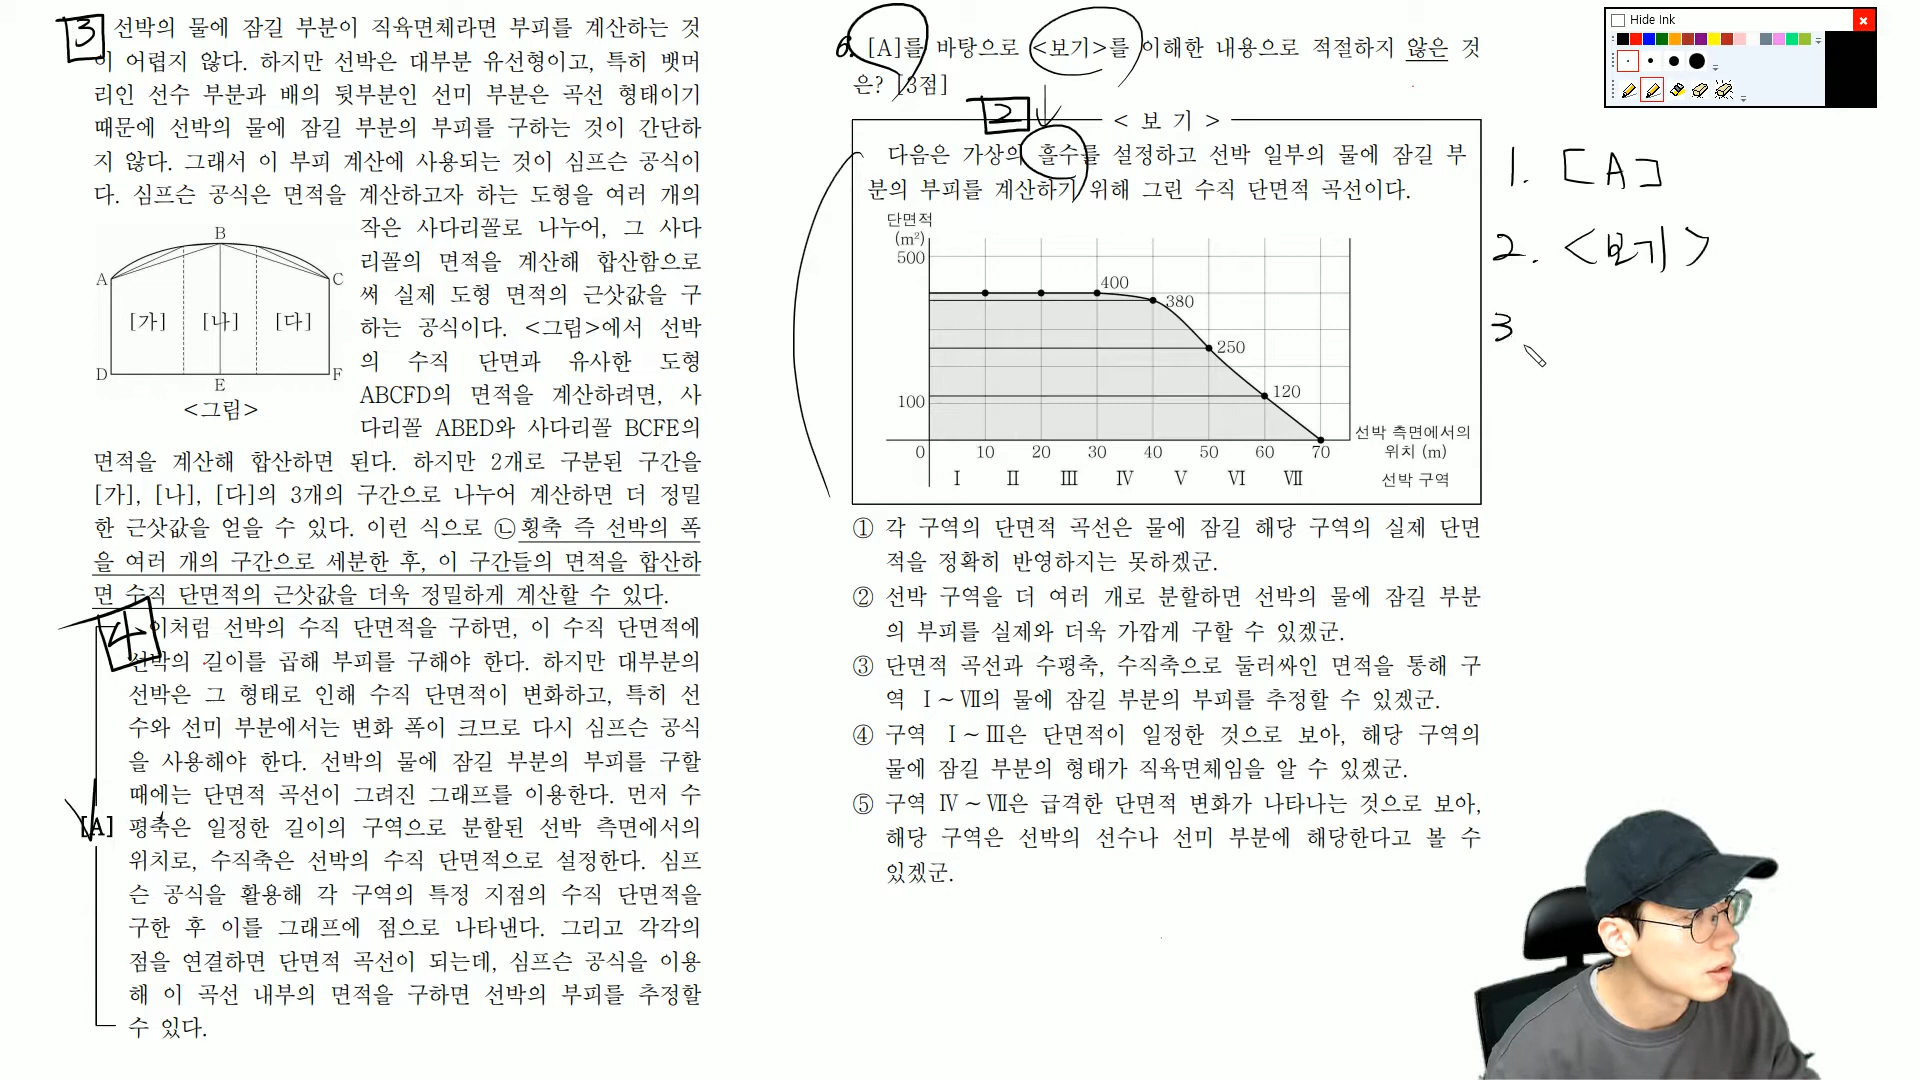 3 선박의 물에 잠길 부분이 직육면체라면 부피를 계산하는 것
이 어렵지 않다. 하지만 선박은 대부분 유선형이고, 특히 뱃머
리인 선수 부분과 배의 뒷부분인 선미 부분은 곡선 형태이기
때문에 선박의 물에 잠길 부분의 부피를 구하는 것이 간단하
지 않다. 그래서 이 부피 계산에 사용되는 것이 심프슨 공식이
다. 심프슨 공식은 면적을 계산하고자 하는 도형을 여러 개의
작은 사다리꼴로 나누어, 그 사다
리꼴의 면적을 계산해 합산함으로
써 실제 도형 면적의 근삿값을 구
하는 공식이다. <그림>에서 선박
의 수직 단면과 유사한 도형
ABCFD의 면적을 계산하려면, 사
다리꼴 ABED와 사다리꼴 BCFE의
B
A C
[가] [나] [다]
D E F
<그림>
면적을 계산해 합산하면 된다. 하지만 2개로 구분된 구간을
[가], [나], [다]의 3개의 구간으로 나누어 계산하면 더 정밀
한 근삿값을 얻을 수 있다. 이런 식으로 ㉡횡축 즉 선박의 폭
을 여러 개의 구간으로 세분한 후, 이 구간들의 면적을 합산하
면 수직 단면적의 근삿값을 더욱 정밀하게 계산할 수 있다.
4 이처럼 선박의 수직 단면적을 구하면, 이 수직 단면적에
선박의 길이를 곱해 부피를 구해야 한다. 하지만 대부분의
선박은 그 형태로 인해 수직 단면적이 변화하고, 특히 선
수와 선미 부분에서는 변화 폭이 크므로 다시 심프슨 공식
을 사용해야 한다. 선박의 물에 잠길 부분의 부피를 구할
때에는 단면적 곡선이 그려진 그래프를 이용한다. 먼저 수
[A] 평축은 일정한 길이의 구역으로 분할된 선박 측면에서의
위치로, 수직축은 선박의 수직 단면적으로 설정한다. 심프
슨 공식을 활용해 각 구역의 특정 지점의 수직 단면적을
구한 후 이를 그래프에 점으로 나타낸다. 그리고 각각의
점을 연결하면 단면적 곡선이 되는데, 심프슨 공식을 이용
해 이 곡선 내부의 면적을 구하면 선박의 부피를 추정할
수 있다.
6. [A]를 바탕으로 <보기>를 이해한 내용으로 적절하지 않은 것
은? [3점]
2
< 보 기 >
다음은 가상의 흘수를 설정하고 선박 일부의 물에 잠길 부
분의 부피를 계산하기 위해 그린 수직 단면적 곡선이다.
단면적
(m²)
500
400
380
250
120
100
선박 측면에서의
0 10 20 30 40 50 60 70 위치 (m)
Ⅰ Ⅱ Ⅲ Ⅳ Ⅴ Ⅵ Ⅶ 선박 구역
① 각 구역의 단면적 곡선은 물에 잠길 해당 구역의 실제 단면
적을 정확히 반영하지는 못하겠군.
② 선박 구역을 더 여러 개로 분할하면 선박의 물에 잠길 부분
의 부피를 실제와 더욱 가깝게 구할 수 있겠군.
③ 단면적 곡선과 수평축, 수직축으로 둘러싸인 면적을 통해 구
역 Ⅰ~Ⅶ의 물에 잠길 부분의 부피를 추정할 수 있겠군.
④ 구역 Ⅰ~Ⅲ은 단면적이 일정한 것으로 보아, 해당 구역의
물에 잠길 부분의 형태가 직육면체임을 알 수 있겠군.
⑤ 구역 Ⅳ~Ⅶ은 급격한 단면적 변화가 나타나는 것으로 보아,
해당 구역은 선박의 선수나 선미 부분에 해당한다고 볼 수
있겠군.
Hide Ink
1. [A]
2. <보기>
3